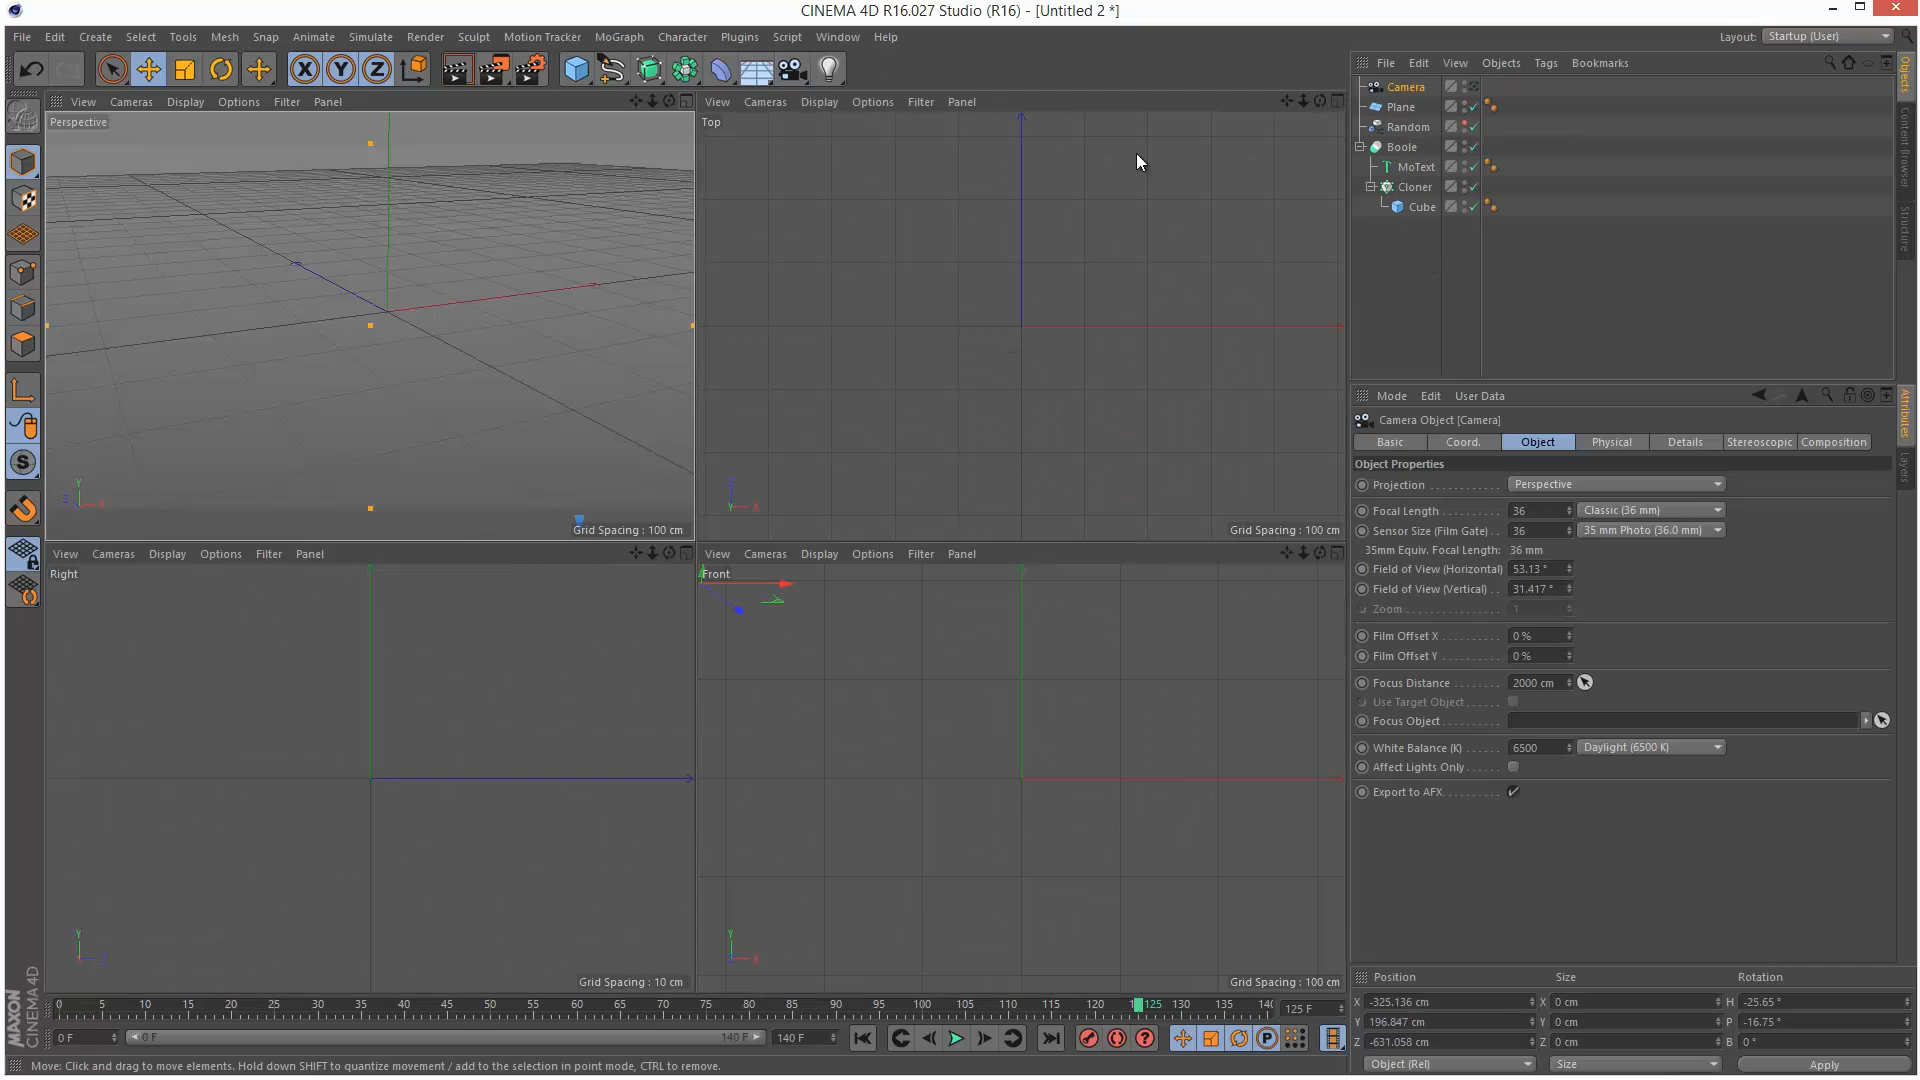 CINEMA 4D R16.027 Studio (R16) - [Untitled 2 *]
File Edit Create Select Tools Mesh Snap Animate Simulate Render Sculpt Motion Tracker MoGraph Character Plugins Script Window Help
Layout: Startup (User)
File Edit View Objects Tags Bookmarks
Objects
Content Browser
Structure
Camera
Plane
Random
Boole
MoText
Cloner
Cube
View Cameras Display Options Filter Panel
Perspective
Grid Spacing : 100 cm
View Cameras Display Options Filter Panel
Top
Grid Spacing : 100 cm
View Cameras Display Options Filter Panel
Right
Grid Spacing : 10 cm
View Cameras Display Options Filter Panel
Front
Grid Spacing : 100 cm
Mode Edit User Data
Attributes
Layers
Camera Object [Camera]
Basic Coord. Object Physical Details Stereoscopic Composition
Object Properties
Projection . . . . . . . . . . . Perspective
Focal Length . . . . . . . . . 36 Classic (36 mm)
Sensor Size (Film Gate) . . 36 35 mm Photo (36.0 mm)
35mm Equiv. Focal Length: 36 mm
Field of View (Horizontal) 53.13 °
Field of View (Vertical) . . 31.417 °
Zoom . . . . . . . . . . . . . . . 1
Film Offset X . . . . . . . . . . 0 %
Film Offset Y . . . . . . . . . . 0 %
Focus Distance . . . . . . . . 2000 cm
Use Target Object . . . . . .
Focus Object . . . . . . . . . .
White Balance (K) . . . . . . 6500 Daylight (6500 K)
Affect Lights Only . . . . . .
Export to AFX . . . . . . . . .
0 5 10 15 20 25 30 35 40 45 50 55 60 65 70 75 80 85 90 95 100 105 110 115 120 125 130 135 140
125 F
0 F 0 F 140 F 140 F
Position Size Rotation
X -325.136 cm X 0 cm H -25.65 °
Y 196.847 cm Y 0 cm P -16.75 °
Z -631.058 cm Z 0 cm B 0 °
Object (Rel) Size Apply
MAXON
CINEMA 4D
Move: Click and drag to move elements. Hold down SHIFT to quantize movement / add to the selection in point mode, CTRL to remove.